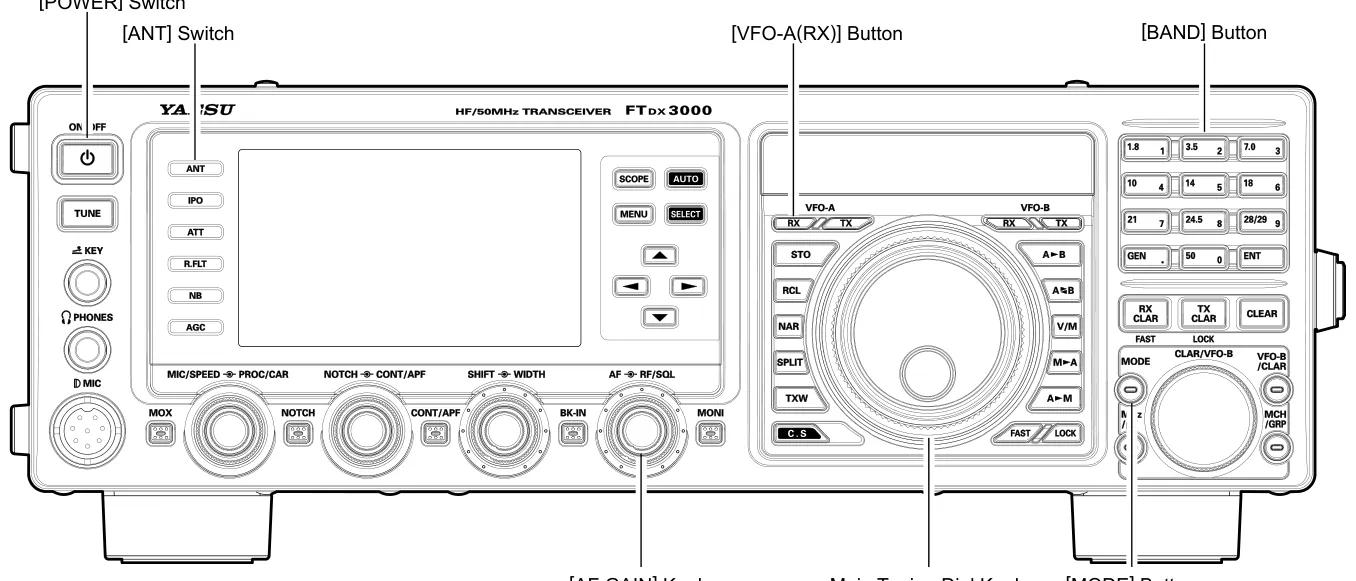 [POWER] Switch
[ANT] Switch
[VFO-A(RX)] Button
[BAND] Button
ON/OFF
YAESU
HF/50MHz TRANSCEIVER FTDX 3000
TUNE
KEY
PHONES
MIC
ANT
IPO
ATT
R.FLT
NB
AGC
SCOPE AUTO
MENU SELECT
MIC/SPEED PROC/CAR
NOTCH CONT/APF
SHIFT WIDTH
AF RF/SQL
MOX
NOTCH
CONT/APF
BK-IN
MONI
VFO-A
RX TX
VFO-B
RX TX
STO
RCL
NAR
SPLIT
TXW
C.S
A►B
V/M
M►A
A►M
FAST LOCK
1.8 1 3.5 2 7.0 3
10 4 14 5 18 6
21 7 24.5 8 28/29 9
GEN . 50 0 ENT
RX CLAR
TX CLAR
CLEAR
FAST LOCK
MODE
CLAR/VFO-B
VFO-B
/CLAR
MCH
/GRP
[AF GAIN] Knob
Main Tuning Dial Knob
[MODE] Button